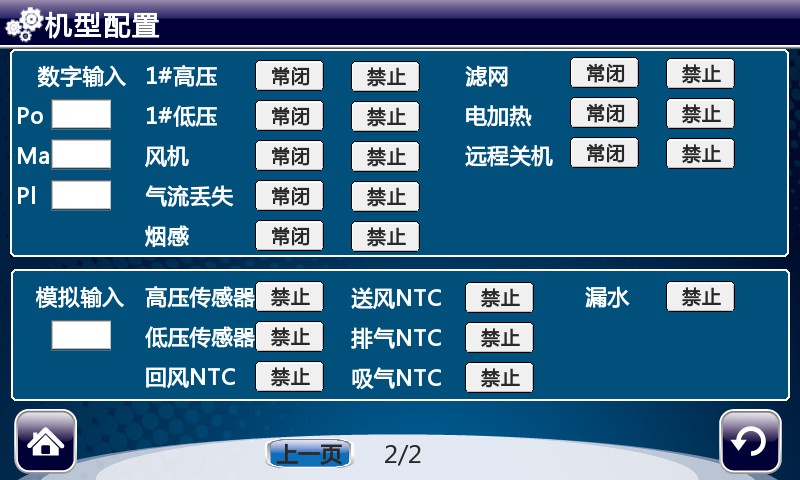 机型配置
数字输入 1#高压 常闭 禁止 滤网 常闭 禁止
Po 1#低压 常闭 禁止 电加热 常闭 禁止
Ma 风机 常闭 禁止 远程关机 常闭 禁止
Pl 气流丢失 常闭 禁止
烟感 常闭 禁止
模拟输入 高压传感器 禁止 送风NTC 禁止 漏水 禁止
低压传感器 禁止 排气NTC 禁止
回风NTC 禁止 吸气NTC 禁止
上一页 2/2